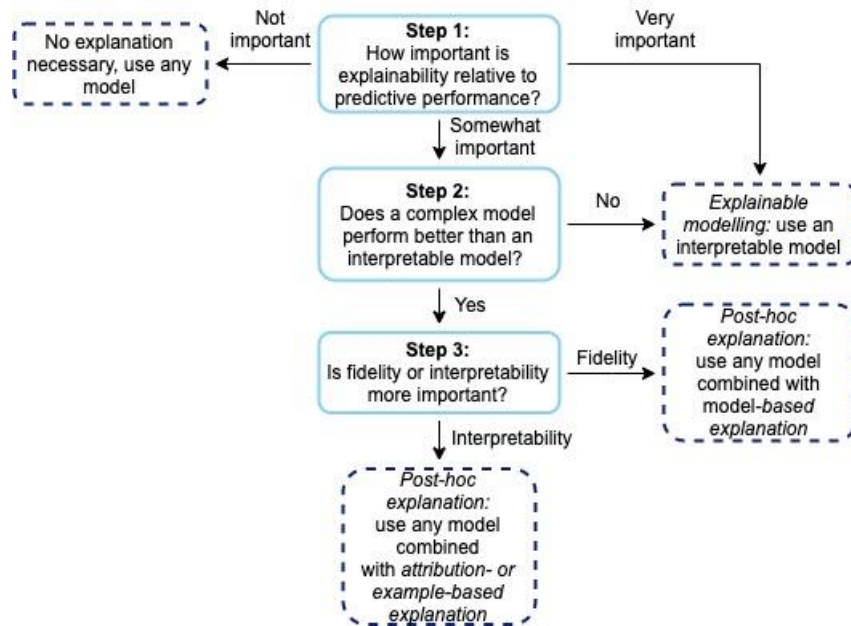 Not
important
No explanation
necessary, use any
model
Step 1:
How important is
explainability relative to
predictive performance?
Very
important
Somewhat
important
Step 2:
Does a complex model
perform better than an
interpretable model?
No
Explainable
modelling: use an
interpretable model
Yes
Step 3:
Is fidelity or interpretability
more important?
Fidelity
Post-hoc
explanation:
use any model
combined with
model-based
explanation
Interpretability
Post-hoc
explanation:
use any model
combined
with attribution- or
example-based
explanation